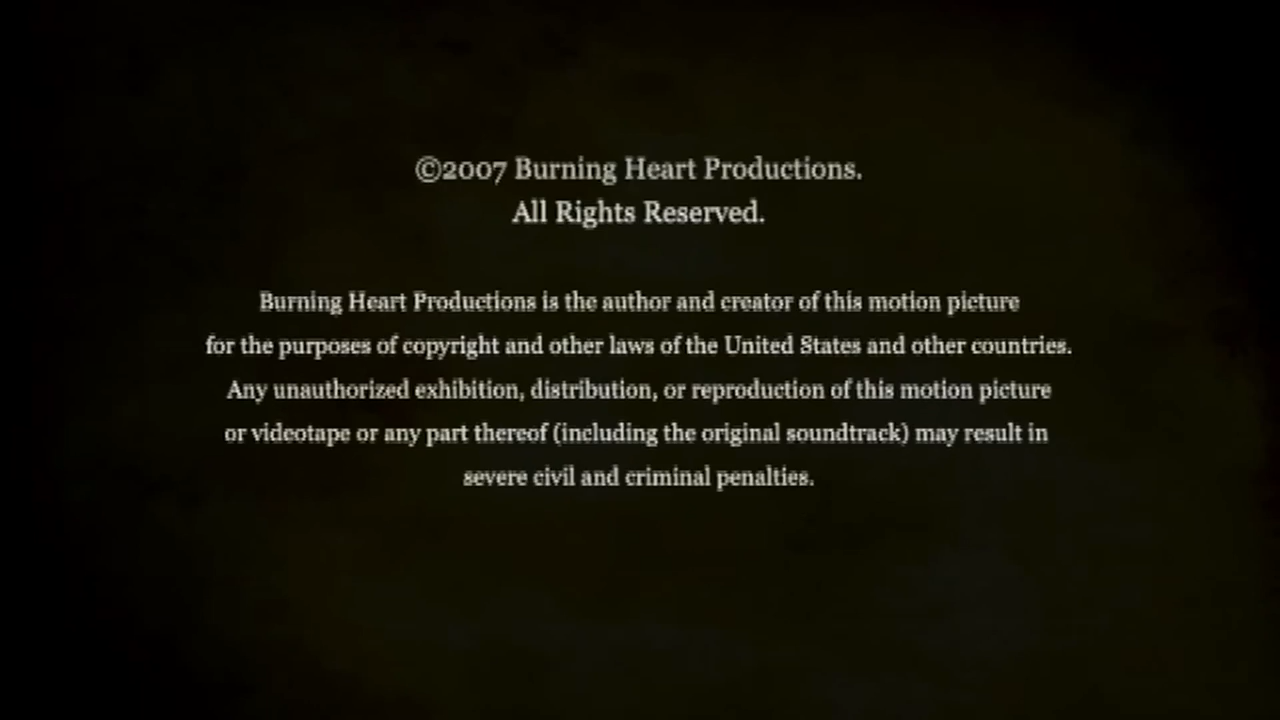 ©2007 Burning Heart Productions.
All Rights Reserved.
Burning Heart Productions is the author and creator of this motion picture
for the purposes of copyright and other laws of the United States and other countries.
Any unauthorized exhibition, distribution, or reproduction of this motion picture
or videotape or any part thereof (including the original soundtrack) may result in
severe civil and criminal penalties.